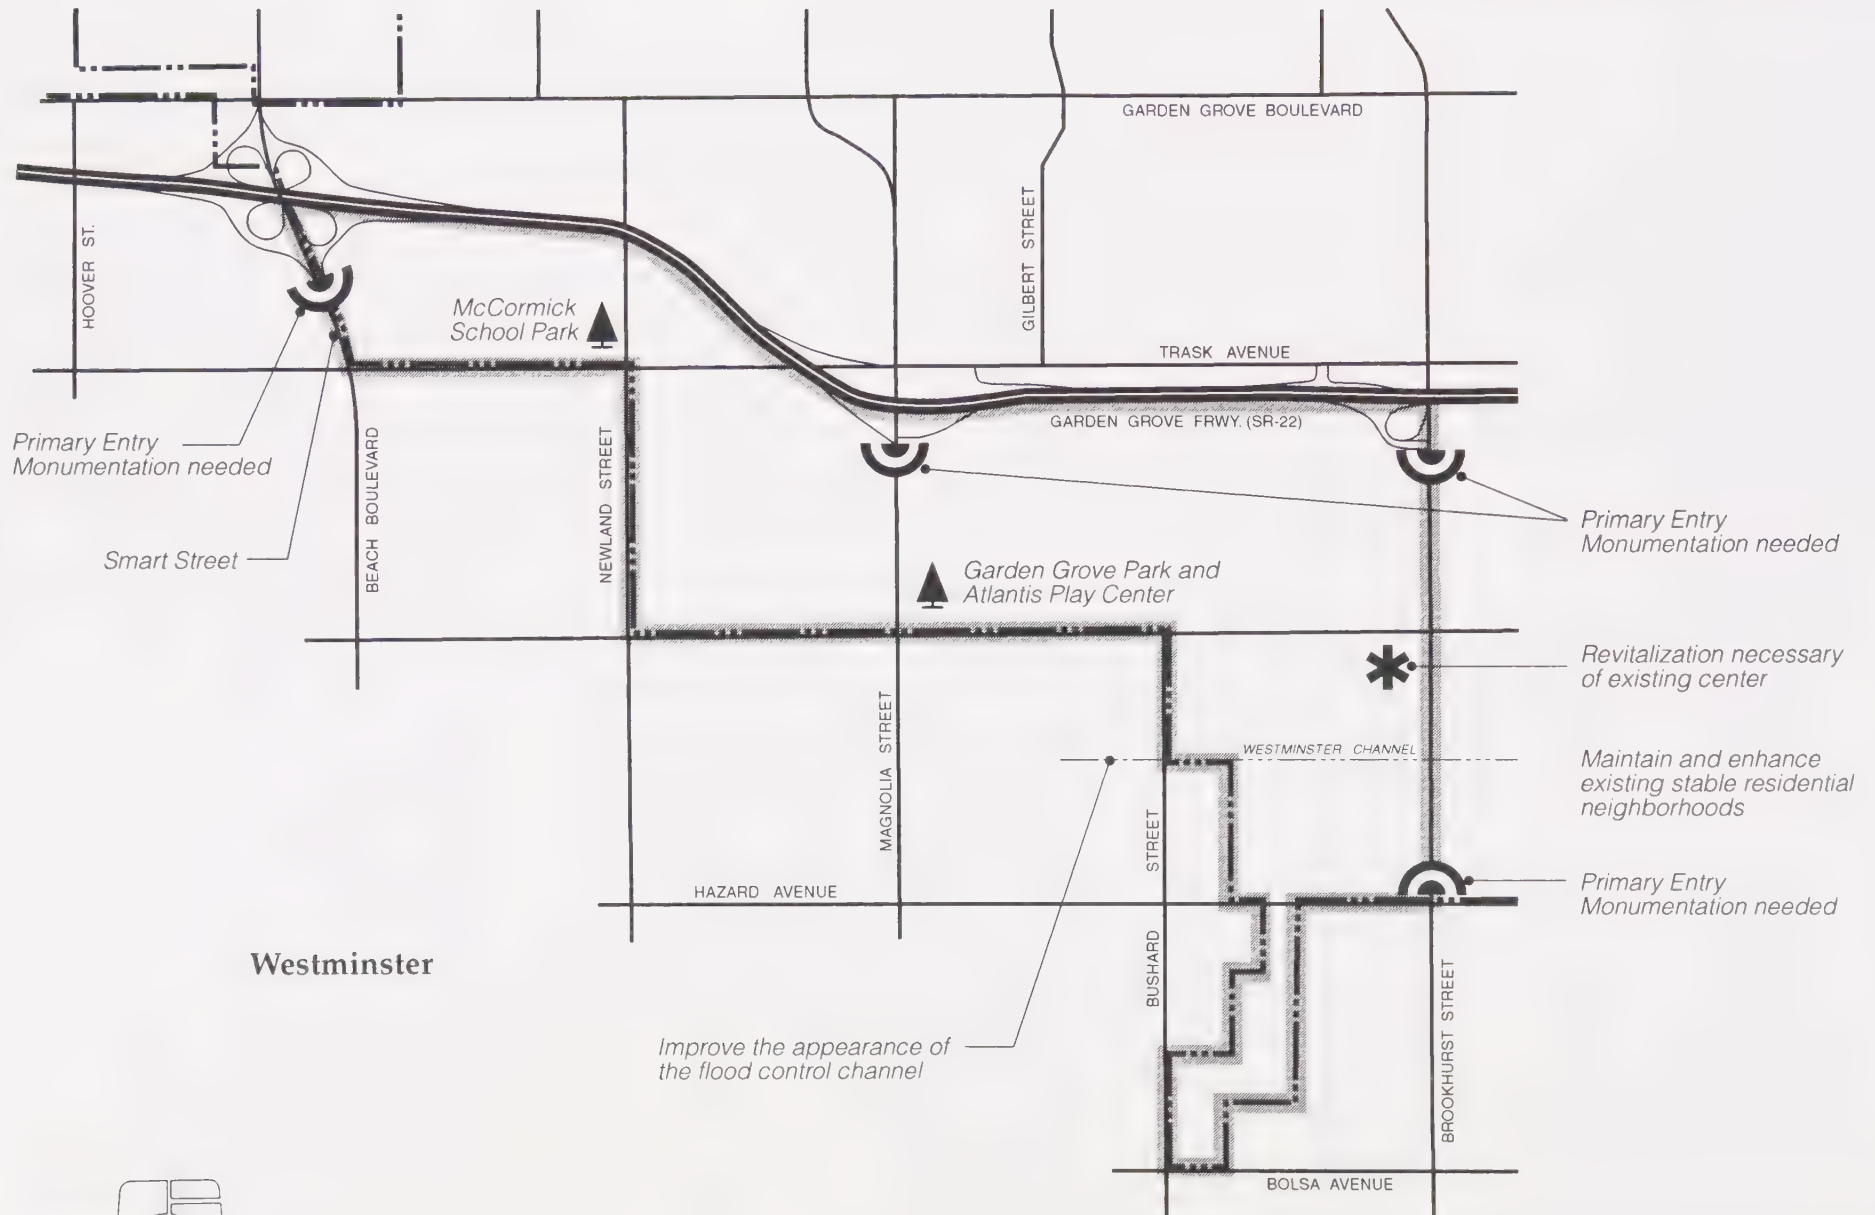 GARDEN GROVE BOULEVARD
HOOVER ST.
GILBERT STREET
McCormick
School Park
TRASK AVENUE
GARDEN GROVE FRWY. (SR-22)
Primary Entry
Monumentation needed
BEACH BOULEVARD
NEWLAND STREET
Primary Entry
Monumentation needed
Smart Street
Garden Grove Park and
Atlantis Play Center
Revitalization necessary
of existing center
MAGNOLIA STREET
WESTMINSTER CHANNEL
Maintain and enhance
existing stable residential
neighborhoods
HAZARD AVENUE
BUSHARD STREET
Primary Entry
Monumentation needed
Westminster
BROOKHURST STREET
Improve the appearance of
the flood control channel
BOLSA AVENUE